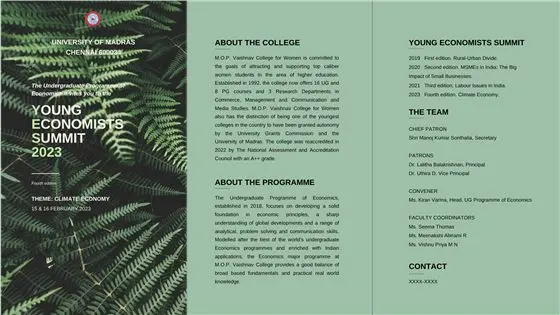 UNIVERSITY OF MADRAS
CHENNAI 600034
The Undergraduate Programme of
Economics invites you to the
YOUNG
ECONOMISTS
SUMMIT
2023
Fourth edition
THEME: CLIMATE ECONOMY
15 & 16 FEBRUARY 2023
ABOUT THE COLLEGE
M.O.P. Vaishnav College for Women is committed to
the goals of attracting and supporting top caliber
women students in the area of higher education.
Established in 1992, the college now offers 16 UG and
8 PG courses and 3 Research Departments in
Commerce, Management and Communication and
Media Studies. M.O.P. Vaishnav College for Women
also has the distinction of being one of the youngest
colleges in the country to have been granted autonomy
by the University Grants Commission and the
University of Madras. The college was reaccredited in
2022 by The National Assessment and Accreditation
Council with an A++ grade.
ABOUT THE PROGRAMME
The Undergraduate Programme of Economics,
established in 2018, focuses on developing a solid
foundation in economic principles, a sharp
understanding of global developments and a range of
analytical, problem solving and communication skills.
Modelled after the best of the world's undergraduate
Economics programmes and enriched with Indian
applications, the Economics major programme at
M.O.P. Vaishnav College provides a good balance of
broad based fundamentals and practical real world
knowledge.
YOUNG ECONOMISTS SUMMIT
2019 First edition. Rural-Urban Divide.
2020 Second edition. MSMEs in India: The Big
Impact of Small Businesses.
2021 Third edition. Labour Issues in India.
2023 Fourth edition. Climate Economy.
THE TEAM
CHIEF PATRON
Shri Manoj Kumar Sonthalia, Secretary
PATRONS
Dr. Lalitha Balakrishnan, Principal
Dr. Uthira D. Vice Principal
CONVENER
Ms. Kiran Varma, Head, UG Programme of Economics
FACULTY COORDINATORS
Ms. Seema Thomas
Ms. Meenakshi Abirami R
Ms. Vishnu Priya M N
CONTACT
XXXX-XXXX